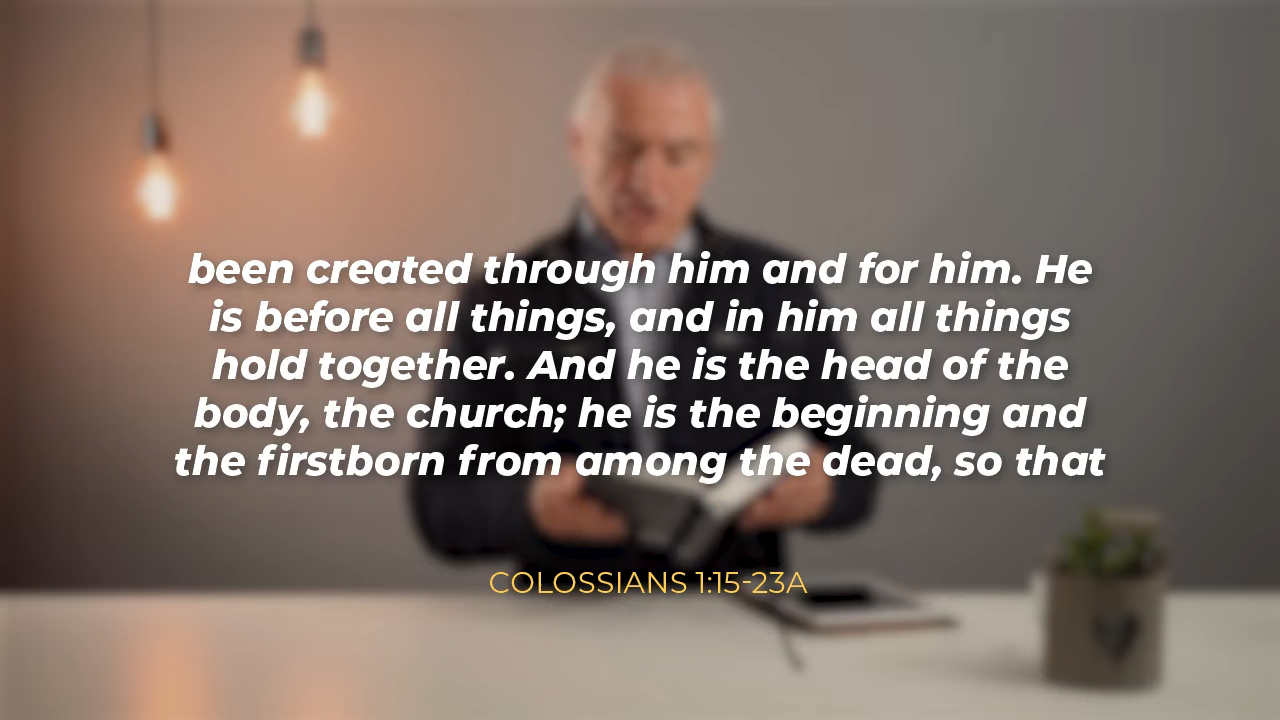 been created through him and for him. He
is before all things, and in him all things
hold together. And he is the head of the
body, the church; he is the beginning and
the firstborn from among the dead, so that
COLOSSIANS 1:15-23A